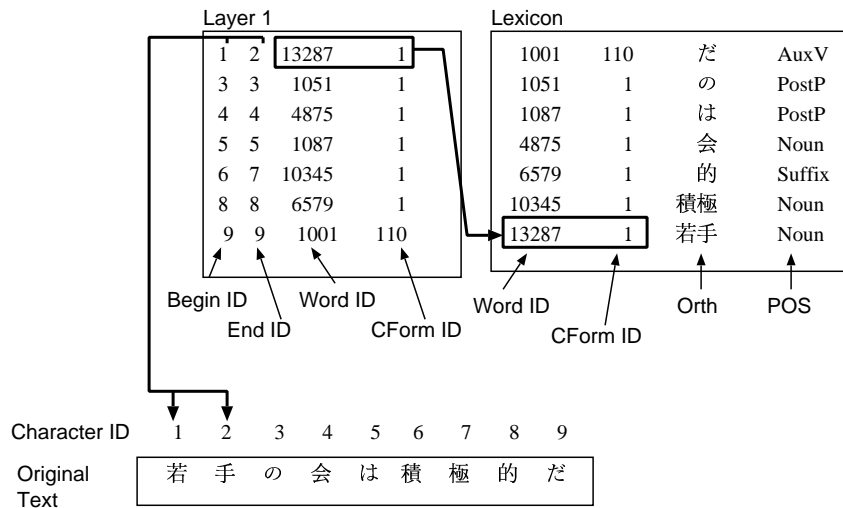 Layer 1 Lexicon
1 2 13287 1 1001 110 だ AuxV
3 3 1051 1 1051 1 の PostP
4 4 4875 1 1087 1 は PostP
5 5 1087 1 4875 1 会 Noun
6 7 10345 1 6579 1 的 Suffix
8 8 6579 1 10345 1 積極 Noun
9 9 1001 110 13287 1 若手 Noun
Begin ID Word ID Word ID Orth POS
End ID CForm ID CForm ID
Character ID 1 2 3 4 5 6 7 8 9
Original 若 手 の 会 は 積 極 的 だ
Text